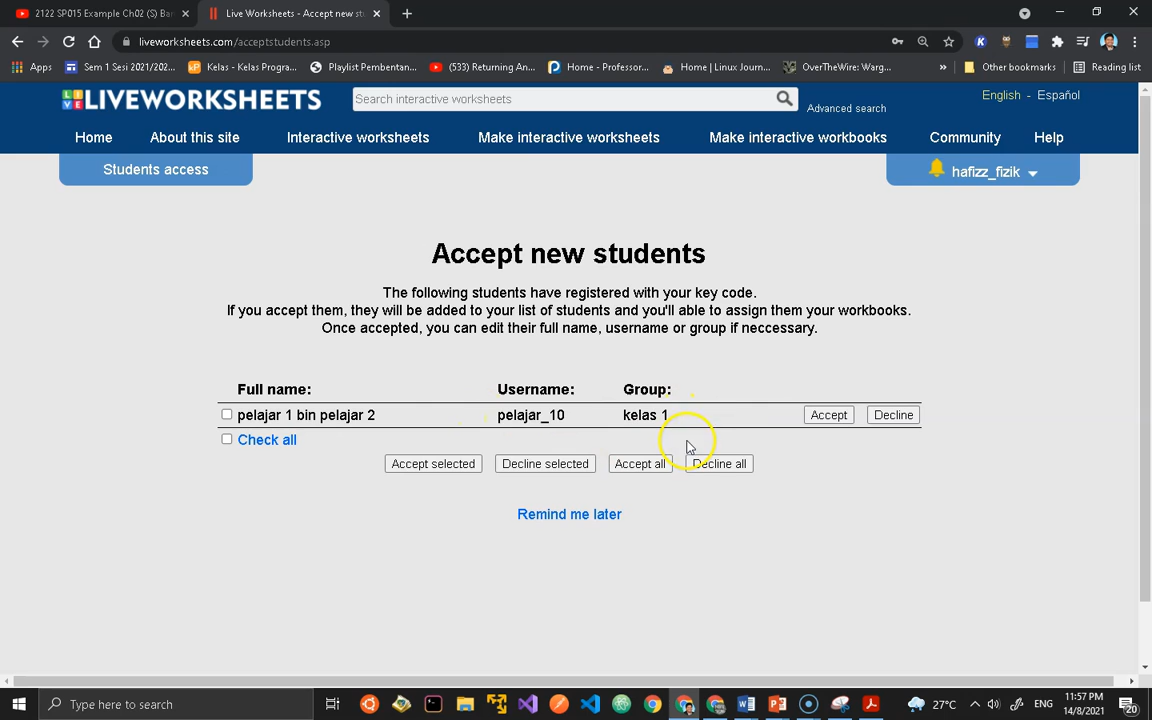 2122 SP015 Example Ch02 (S) Bar
Live Worksheets - Accept new stu
liveworksheets.com/acceptstudents.asp
Apps
Sem 1 Sesi 2021/202...
Kelas - Kelas Progra...
Playlist Pembentan...
(533) Returning An...
Home - Professor...
Home | Linux Journ...
OverTheWire: Warg...
»
Other bookmarks
Reading list
LIVEWORKSHEETS
Search interactive worksheets
Advanced search
English - Español
Home
About this site
Interactive worksheets
Make interactive worksheets
Make interactive workbooks
Community
Help
Students access
hafizz_fizik
Accept new students
The following students have registered with your key code.
If you accept them, they will be added to your list of students and you'll able to assign them your workbooks.
Once accepted, you can edit their full name, username or group if neccessary.
Full name: Username: Group:
pelajar 1 bin pelajar 2 pelajar_10 kelas 1 Accept Decline
Check all
Accept selected Decline selected Accept all Decline all
Remind me later
Type here to search
27°C
ENG
11:57 PM
14/8/2021
20